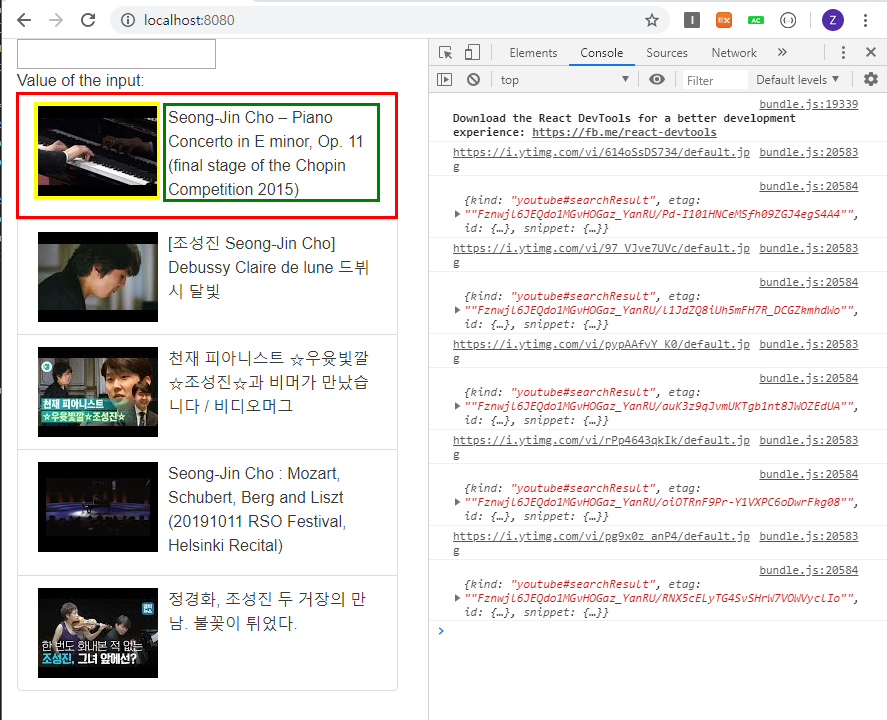 localhost:8080
Z
Elements
Console
Sources
Network
top
Filter
Default levels
Value of the input:
Seong-Jin Cho – Piano
Concerto in E minor, Op. 11
(final stage of the Chopin
Competition 2015)
[조성진 Seong-Jin Cho]
Debussy Claire de lune 드뷔
시 달빛
천재 피아니스트
☆우윳빛깔조성진☆
천재 피아니스트 ☆우윳빛깔
☆조성진☆과 비머가 만났습
니다 / 비디오머그
Seong-Jin Cho : Mozart,
Schubert, Berg and Liszt
(20191011 RSO Festival,
Helsinki Recital)
한 번도 화내본 적 없는
조성진, 그녀 앞에선?
정경화, 조성진 두 거장의 만
남. 불꽃이 튀었다.
bundle.js:19339
Download the React DevTools for a better development
experience: https://fb.me/react-devtools
https://i.ytimg.com/vi/614oSsDS734/default.jp bundle.js:20583
g
bundle.js:20584
{kind: "youtube#searchResult", etag:
""Fznwjl6JEQdo1MGvHOGaz_YanRU/Pd-I101HNCeMSfh09ZGJ4egS4A4"",
id: {…}, snippet: {…}}
https://i.ytimg.com/vi/97_VJve7UVc/default.jp bundle.js:20583
g
bundle.js:20584
{kind: "youtube#searchResult", etag:
""Fznwjl6JEQdo1MGvHOGaz_YanRU/l1JdZQ8iUh5mFH7R_DCGZkmhdWo"",
id: {…}, snippet: {…}}
https://i.ytimg.com/vi/pypAAfvY_K0/default.jp bundle.js:20583
g
bundle.js:20584
{kind: "youtube#searchResult", etag:
""Fznwjl6JEQdo1MGvHOGaz_YanRU/auK3z9qJvmUKTgb1nt8JWOZEdUA"",
id: {…}, snippet: {…}}
https://i.ytimg.com/vi/rPp4643qkIk/default.jp bundle.js:20583
g
bundle.js:20584
{kind: "youtube#searchResult", etag:
""Fznwjl6JEQdo1MGvHOGaz_YanRU/oiOTRnF9Pr-Y1VXPC6oDwrFkg08"",
id: {…}, snippet: {…}}
https://i.ytimg.com/vi/pg9x0z_anP4/default.jp bundle.js:20583
g
bundle.js:20584
{kind: "youtube#searchResult", etag:
""Fznwjl6JEQdo1MGvHOGaz_YanRU/RNX5cELyTG4SvSHrW7VOWVyclIo"",
id: {…}, snippet: {…}}